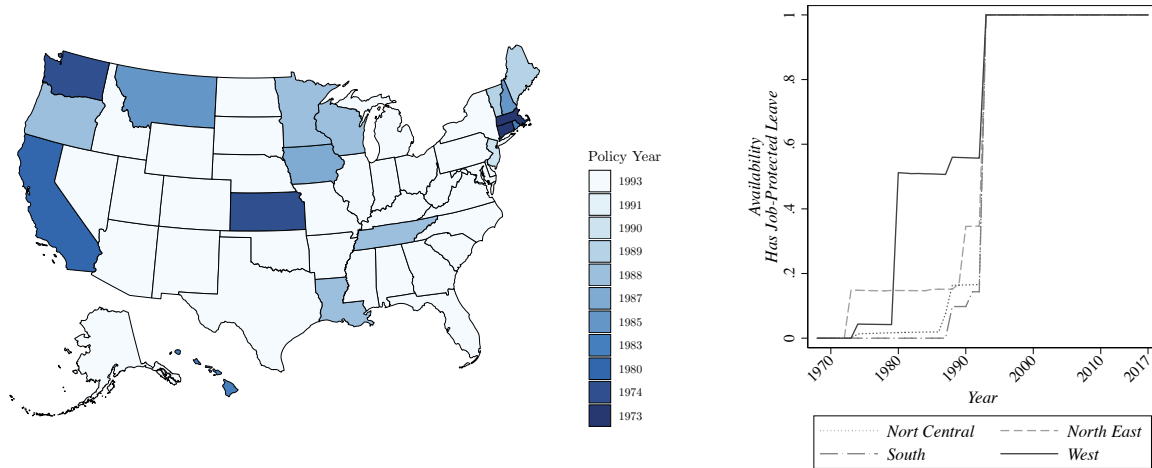 Policy Year
1993
1991
1990
1989
1988
1987
1985
1983
1980
1974
1973
Availability
Has Job-Protected Leave
1
.8
.6
.4
.2
0
1970
1980
1990
2000
2010
2017
Year
Nort Central
North East
South
West